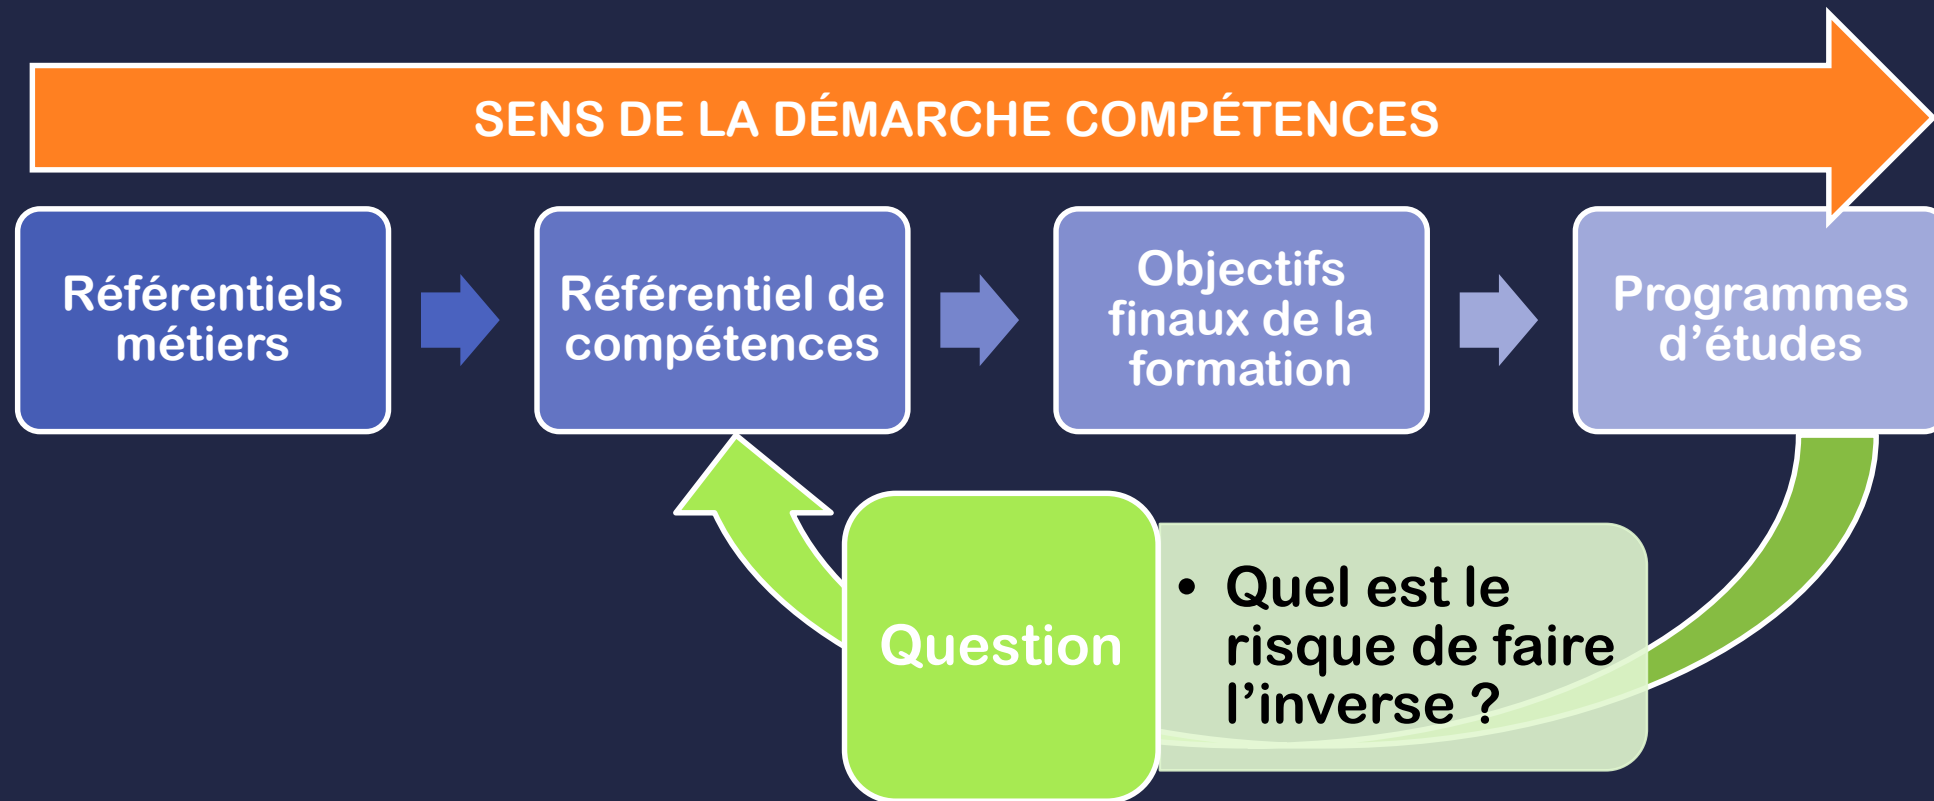 SENS DE LA DÉMARCHE COMPÉTENCES
Référentiels
métiers
Référentiel de
compétences
Objectifs
finaux de la
formation
Programmes
d’études
Question
• Quel est le
risque de faire
l’inverse ?